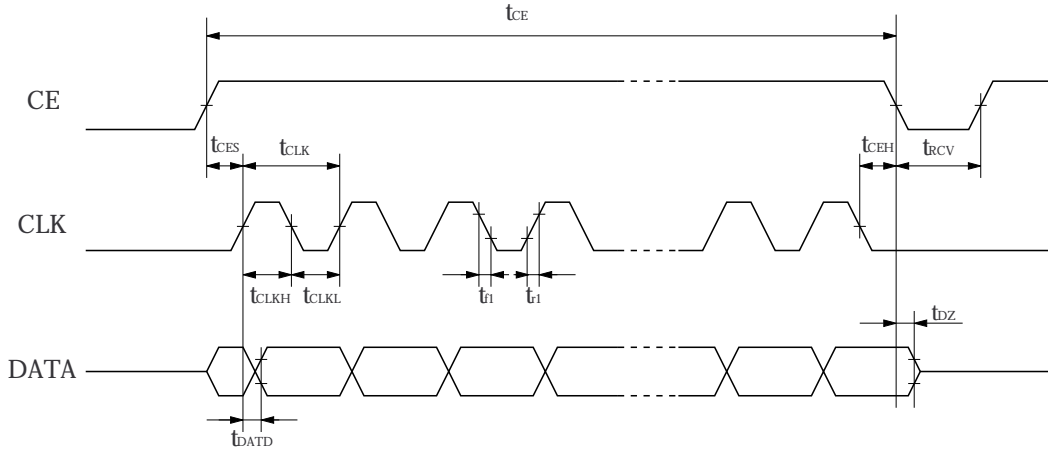 tCE
CE
tCES
tCLK
tCEH
tRCV
CLK
tCLKH
tCLKL
tf1
tr1
tDZ
DATA
tDATD